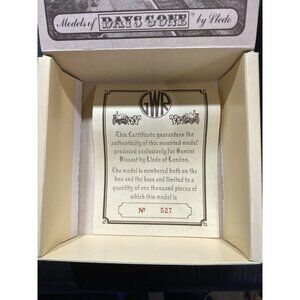 Models of DAYS GONE by Lledo
GWR
This Certificate guarantees the
authenticity of this mounted model
produced exclusively for Gemini
Diecast by Lledo of London.
The model is numbered both on the
box and the base and limited to a
quantity of one thousand pieces of
which this model is
Nº 527